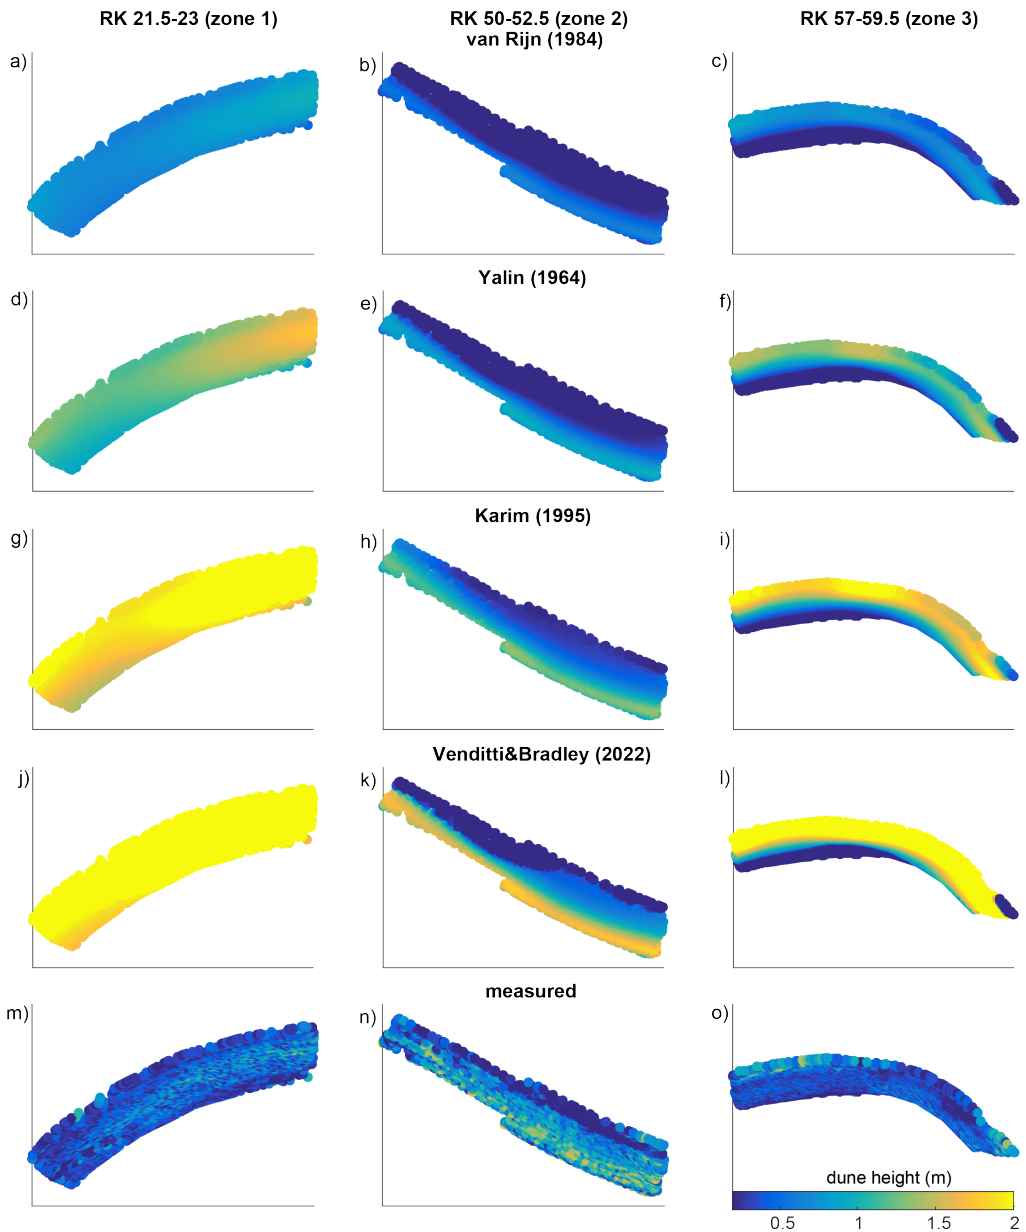 RK 21.5-23 (zone 1)
RK 50-52.5 (zone 2)
RK 57-59.5 (zone 3)
van Rijn (1984)
a)
b)
c)
Yalin (1964)
d)
e)
f)
Karim (1995)
g)
h)
i)
Venditti&Bradley (2022)
j)
k)
l)
measured
m)
n)
o)
dune height (m)
0.5
1
1.5
2